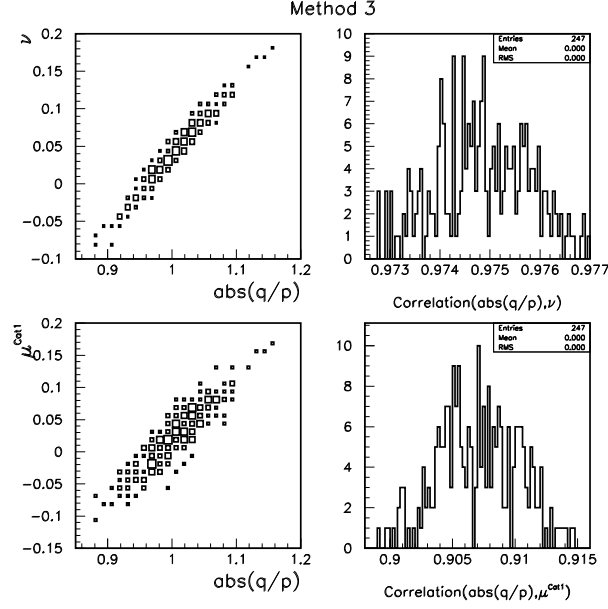 Method 3
ν
0.2
0.15
0.1
0.05
0
−0.05
−0.1
0.9 1 1.1 1.2
abs(q/p)
10
9
8
7
6
5
4
3
2
1
0
Entries 247
Mean 0.000
RMS 0.000
0.973 0.974 0.975 0.976 0.977
Correlation(abs(q/p),ν)
μCat1
0.2
0.15
0.1
0.05
0
−0.05
−0.1
−0.15
0.9 1 1.1 1.2
abs(q/p)
10
8
6
4
2
0
Entries 247
Mean 0.000
RMS 0.000
0.9 0.905 0.91 0.915
Correlation(abs(q/p),μCat1)